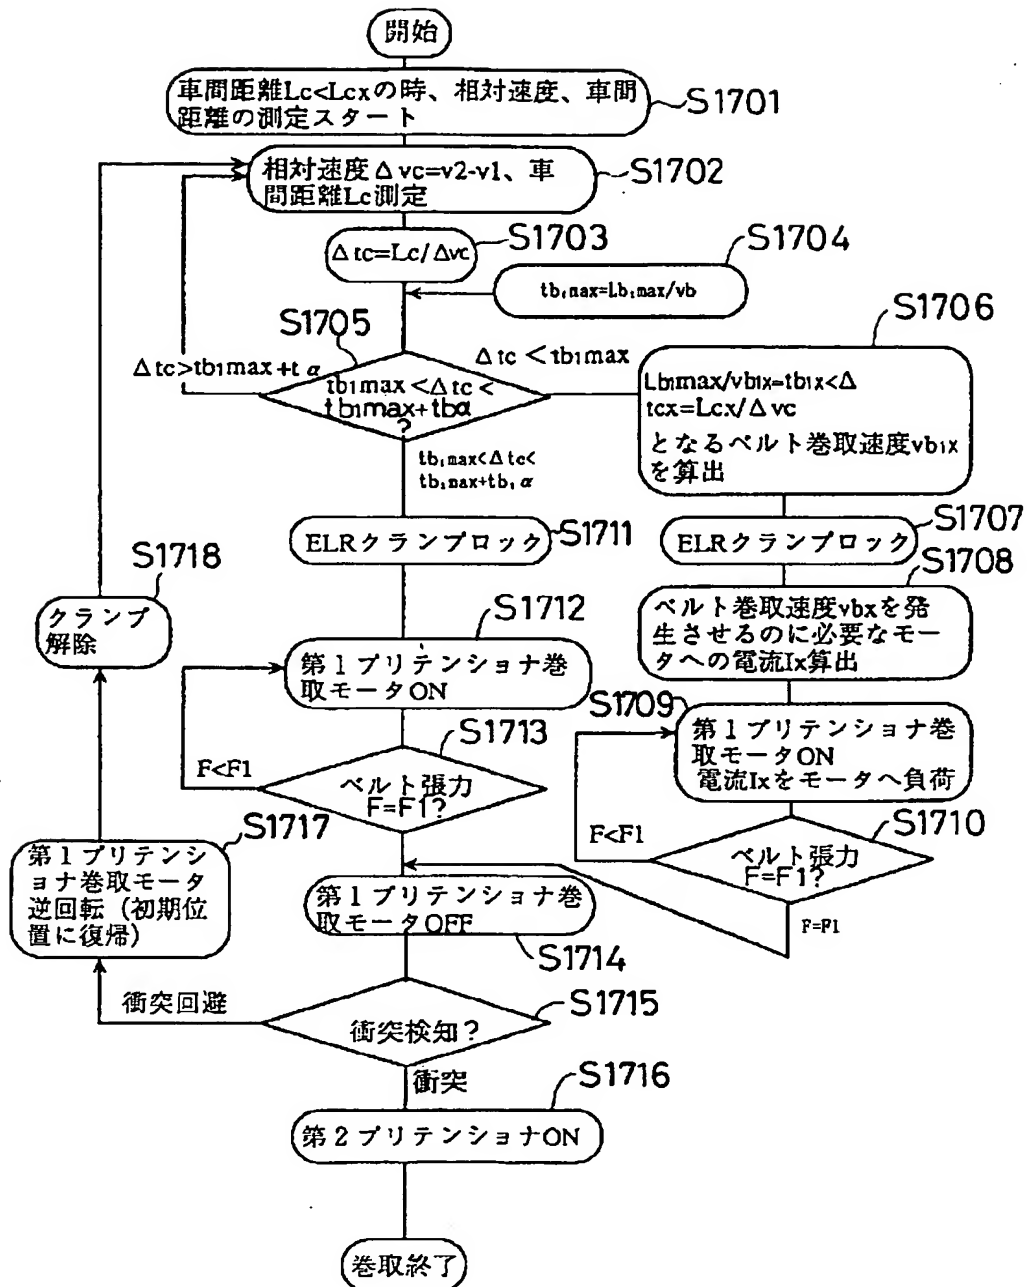 開始
車間距離Lc<Lcxの時、相対速度、車間
距離の測定スタート
S1701
相対速度Δvc=v2-v1、車
間距離Lc測定
S1702
Δtc=Lc/Δvc
S1703
S1704
tb₁max=Lb₁max/vb
S1705
Δtc>tb1max+tα
tb1max<Δtc<
tb1max+tbα
?
Δtc<tb1max
S1706
Lb1max/vb1x=tb1x<Δ
tcx=Lcx/Δvc
となるベルト巻取速度vb1x
を算出
tb₁max<Δtc<
tb₁max+tb₁α
ELRクランプロック
S1711
ELRクランプロック
S1707
S1718
クランプ
解除
S1712
第1プリテンショナ巻
取モータON
S1708
ベルト巻取速度vbxを発
生させるのに必要なモー
タへの電流Ix算出
S1709
第1プリテンショナ巻
取モータON
電流Ixをモータへ負荷
S1713
F<F1
ベルト張力
F=F1?
S1710
F<F1
ベルト張力
F=F1?
F=F1
S1717
第1プリテンシ
ョナ巻取モータ
逆回転(初期位
置に復帰)
第1プリテンショナ巻
取モータOFF
S1714
衝突回避
S1715
衝突検知?
衝突
S1716
第2プリテンショナON
巻取終了